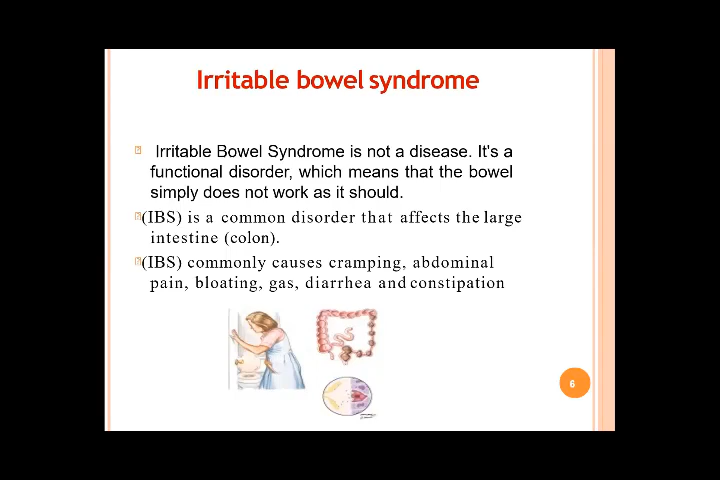 Irritable bowel syndrome
Irritable Bowel Syndrome is not a disease. It's a
functional disorder, which means that the bowel
simply does not work as it should.
(IBS) is a common disorder that affects the large
intestine (colon).
(IBS) commonly causes cramping, abdominal
pain, bloating, gas, diarrhea and constipation
6